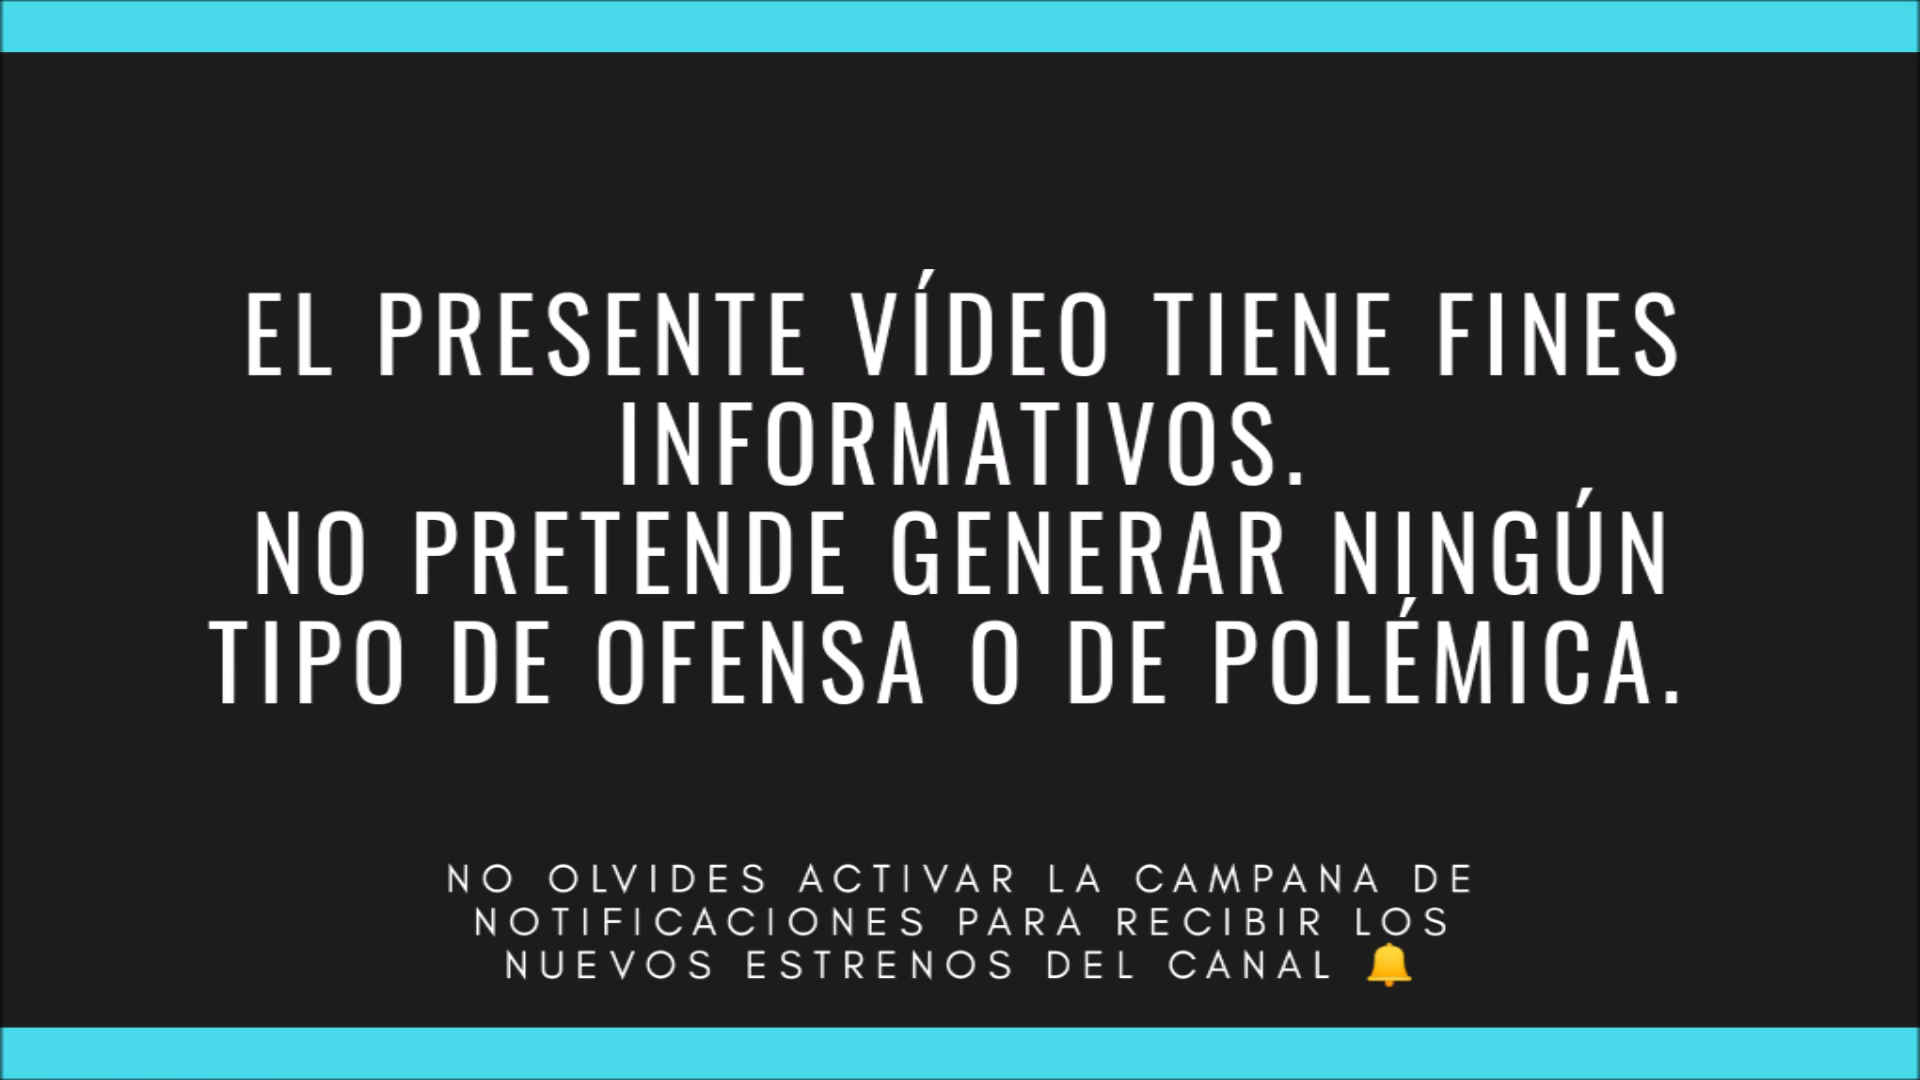 EL PRESENTE VÍDEO TIENE FINES
INFORMATIVOS.
NO PRETENDE GENERAR NINGÚN
TIPO DE OFENSA O DE POLÉMICA.
NO OLVIDES ACTIVAR LA CAMPANA DE
NOTIFICACIONES PARA RECIBIR LOS
NUEVOS ESTRENOS DEL CANAL 🔔